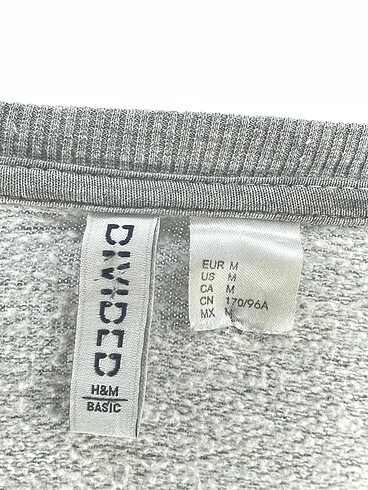 DIVIDED
H&M
BASIC
EUR M
US M
CA M
CN 170/96A
MX M